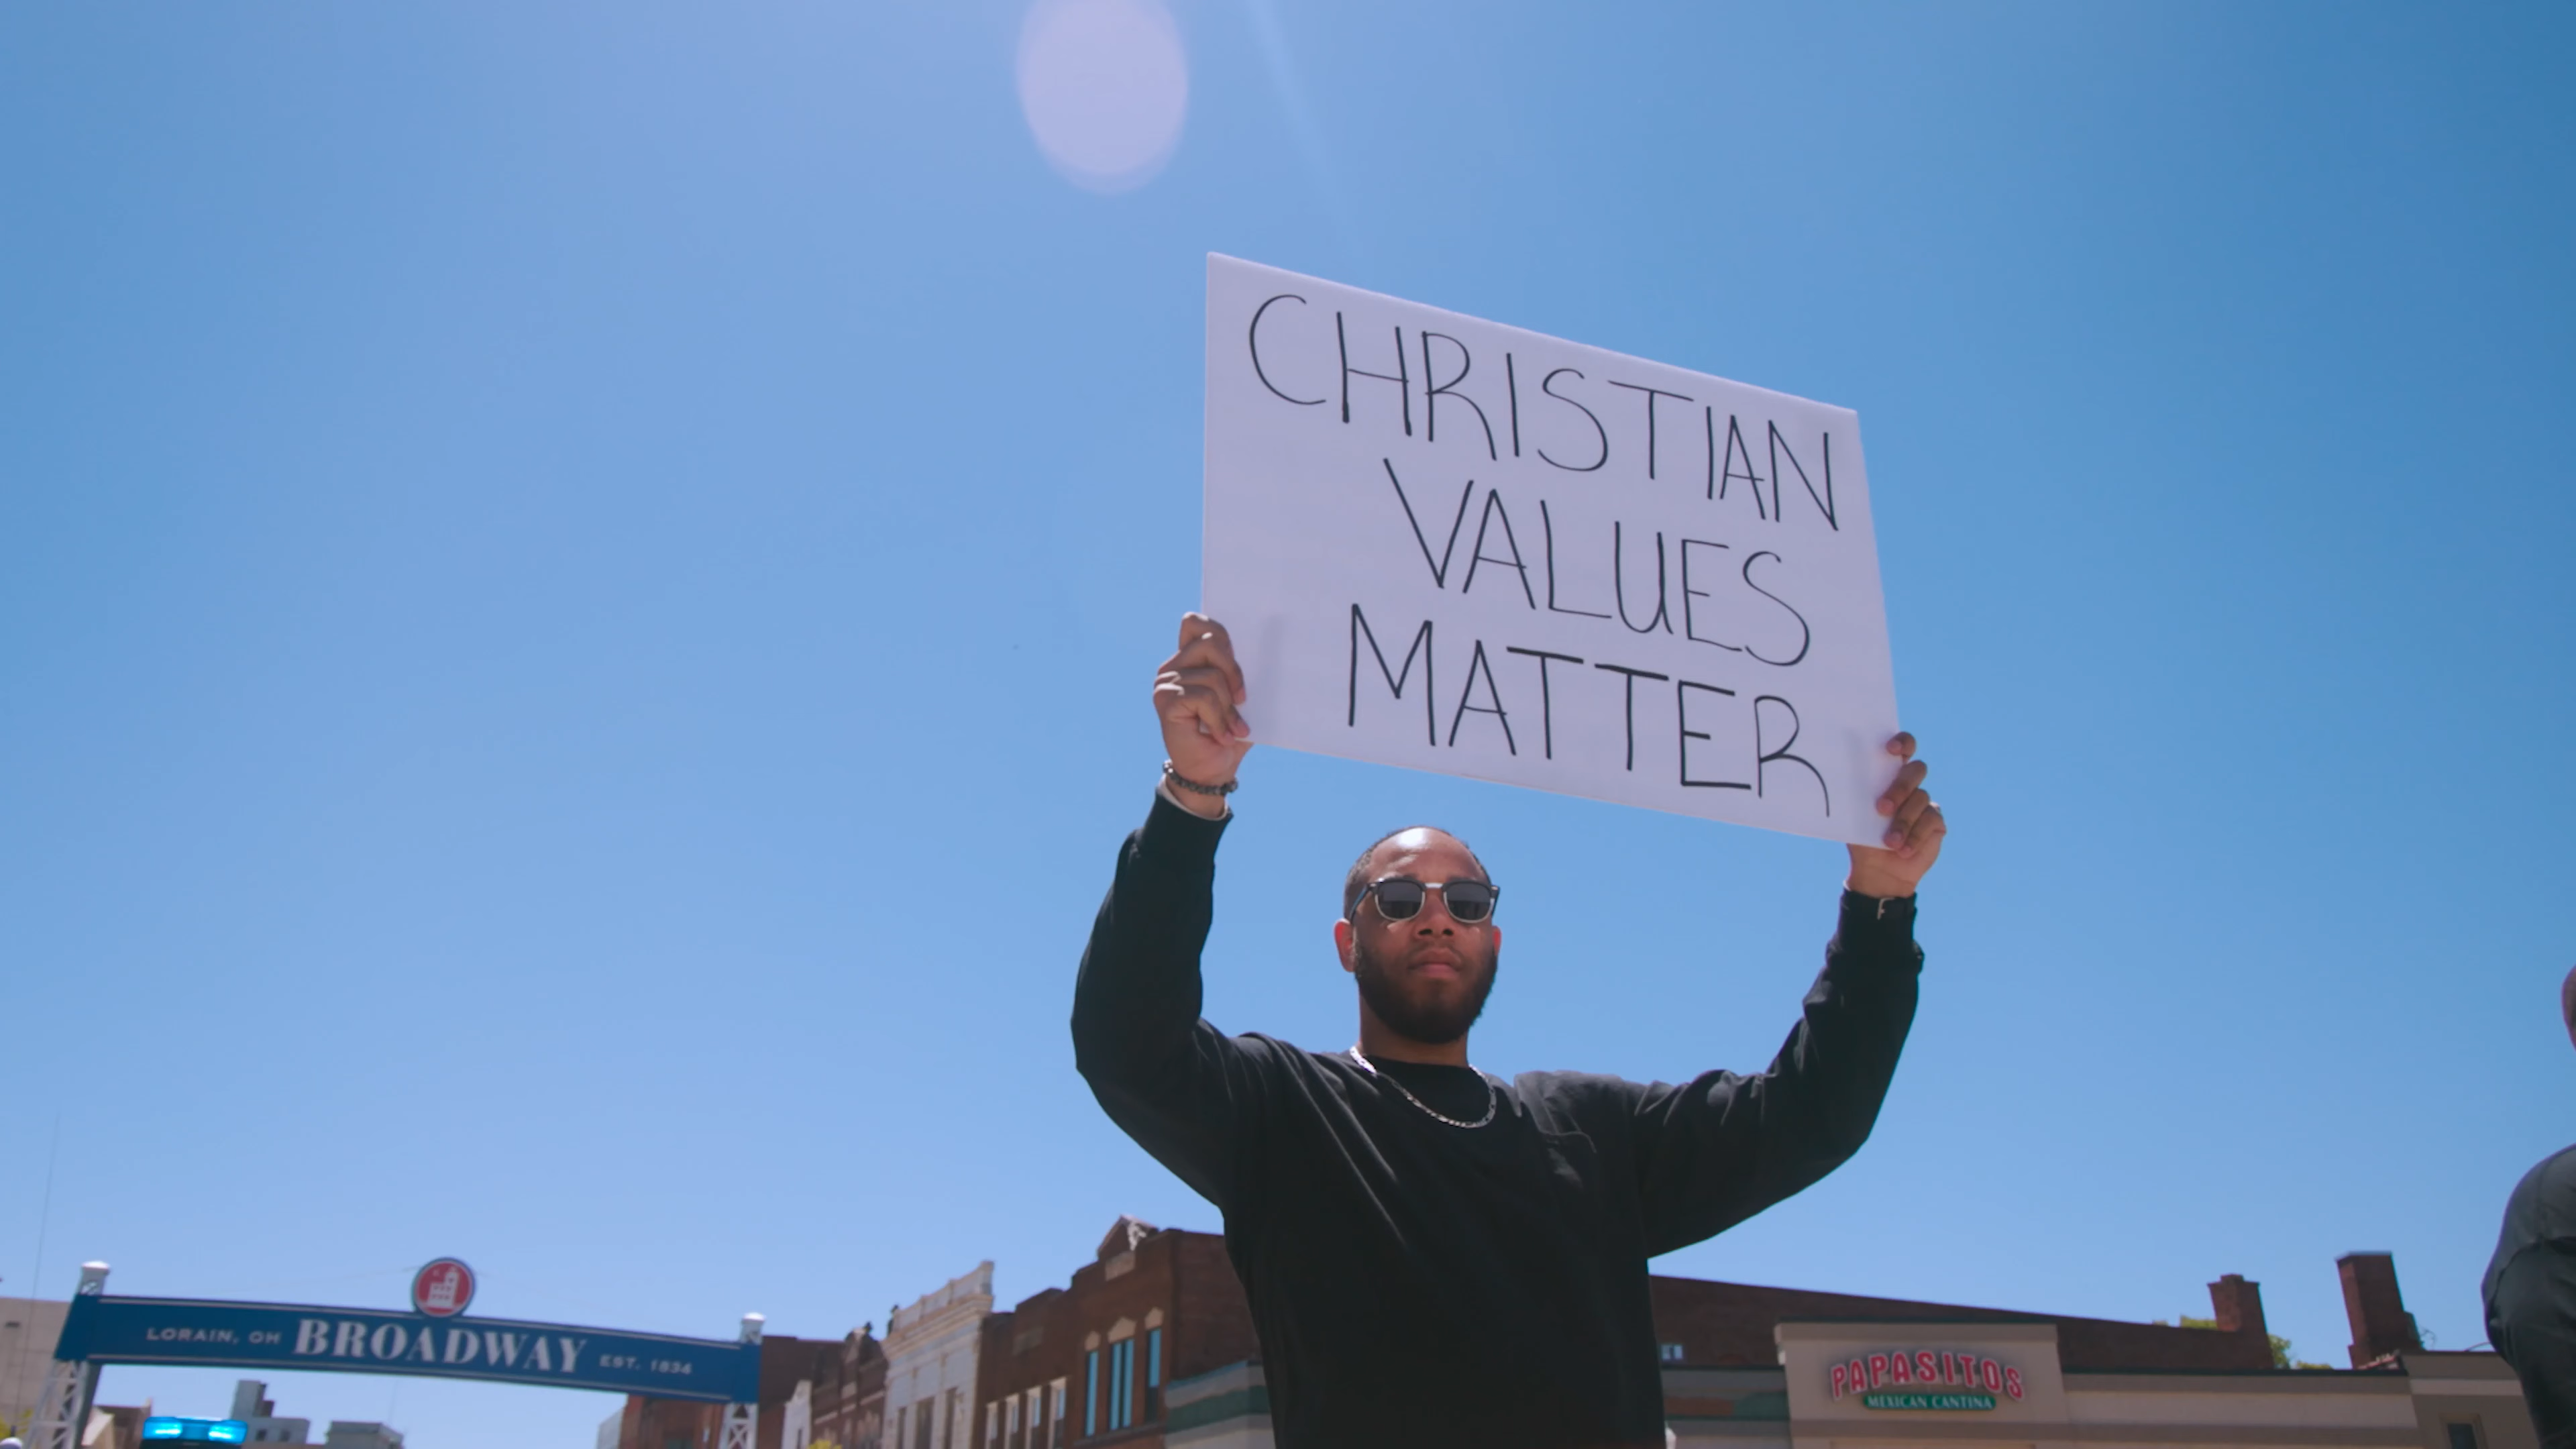 CHRISTIAN
VALUES
MATTER
LORAIN, OH BROADWAY EST. 1834
PAPASITOS
MEXICAN CANTINA